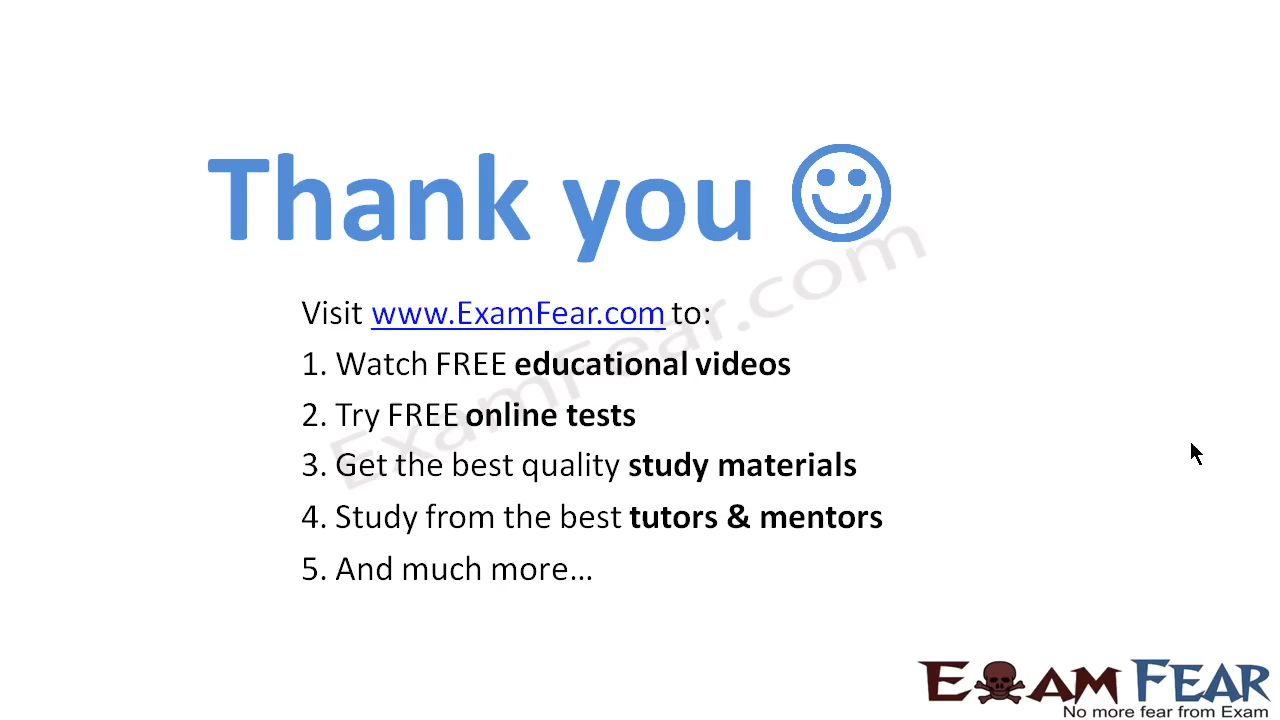 Thank you
Visit www.ExamFear.com to:
1. Watch FREE educational videos
2. Try FREE online tests
3. Get the best quality study materials
4. Study from the best tutors & mentors
5. And much more…
ExamFear.com
EXAM FEAR
No more fear from Exam